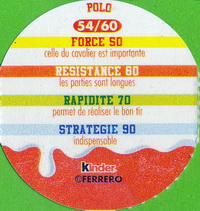 POLO
54/60
FORCE 50
celle du cavalier est importante
RESISTANCE 60
les parties sont longues
RAPIDITE 70
permet de réaliser le bon tir
STRATEGIE 90
indispensable
Kinder
©FERRERO